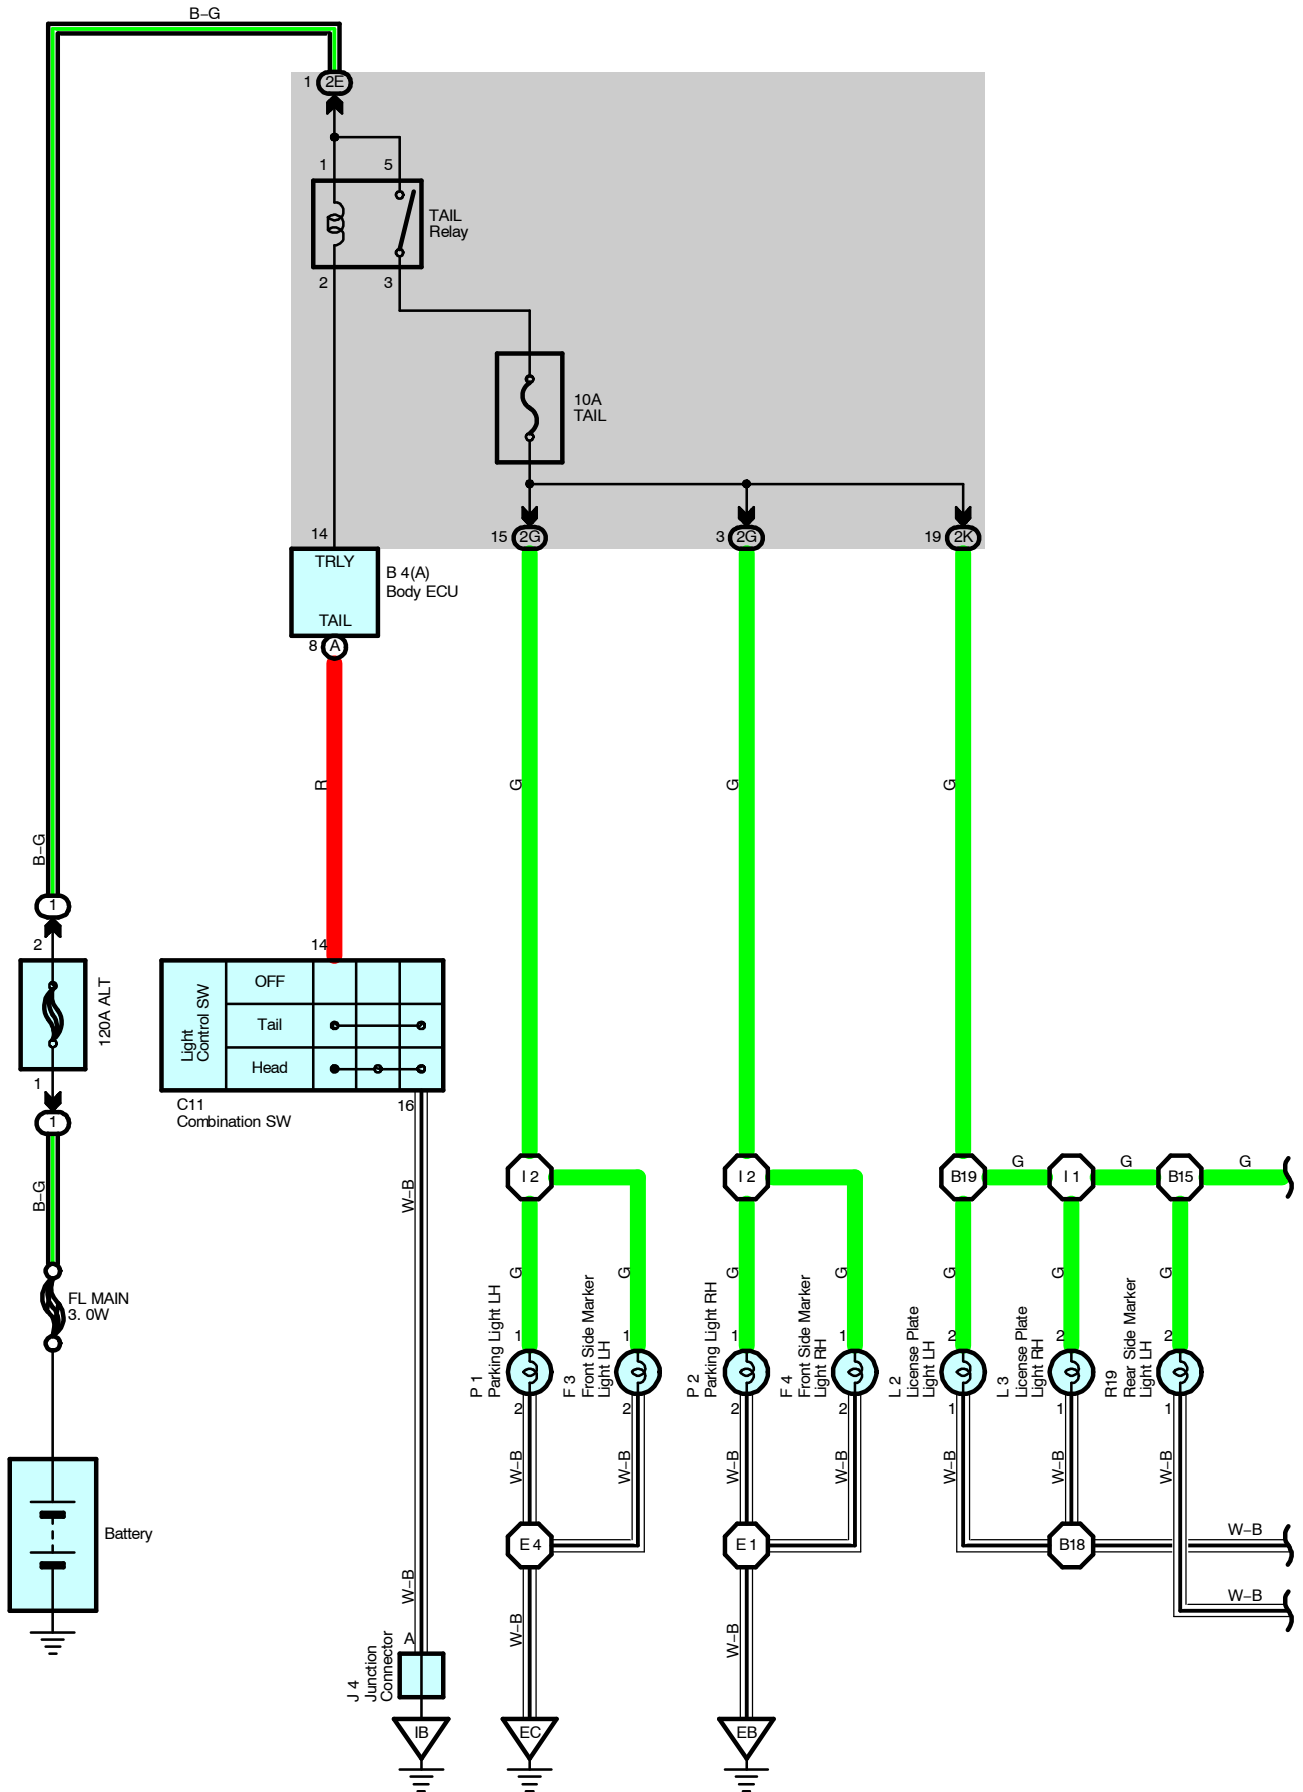 B–G
1
2E
1
5
TAIL
Relay
2
3
10A
TAIL
14
15
2G
3
2G
19
2K
TRLY
TAIL
B 4(A)
Body ECU
8
A
R
G
G
G
B–G
1
2
120A ALT
1
1
B–G
FL MAIN
3. 0W
Battery
14
Light
Control SW
OFF
Tail
Head
C11
Combination SW
16
W–B
W–B
A
J 4
Junction
Connector
IB
I 2
I 2
B19
G
I 1
G
B15
G
G
G
G
G
G
G
G
P 1
Parking Light LH
1
2
F 3
Front Side Marker
Light LH
1
2
P 2
Parking Light RH
1
2
F 4
Front Side Marker
Light RH
1
2
L 2
License Plate
Light LH
2
1
L 3
License Plate
Light RH
2
1
R19
Rear Side Marker
Light LH
2
1
W–B
W–B
W–B
W–B
W–B
W–B
W–B
E 4
E 1
B18
W–B
W–B
W–B
W–B
EC
EB